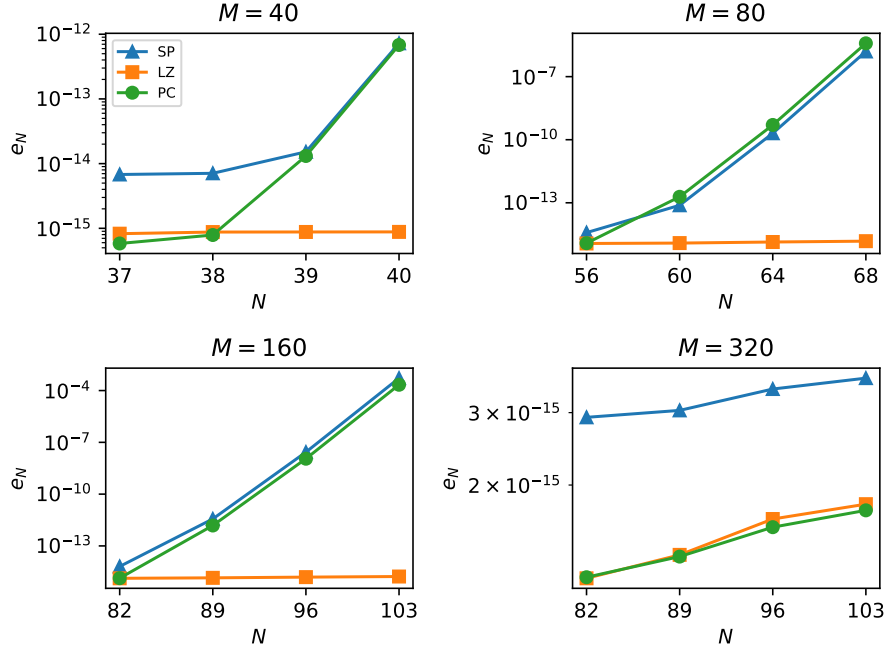 M = 40
10⁻¹²
10⁻¹³
10⁻¹⁴
10⁻¹⁵
e_N
SP
LZ
PC
37 38 39 40
N
M = 80
10⁻⁷
10⁻¹⁰
10⁻¹³
e_N
56 60 64 68
N
M = 160
10⁻⁴
10⁻⁷
10⁻¹⁰
10⁻¹³
e_N
82 89 96 103
N
M = 320
3 × 10⁻¹⁵
2 × 10⁻¹⁵
e_N
82 89 96 103
N